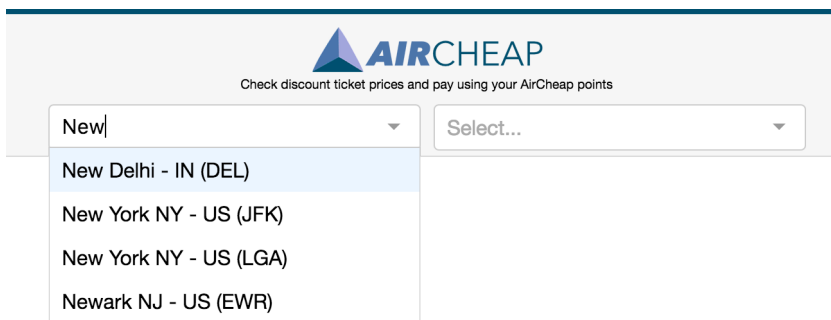 AIRCHEAP
Check discount ticket prices and pay using your AirCheap points
New
Select...
New Delhi - IN (DEL)
New York NY - US (JFK)
New York NY - US (LGA)
Newark NJ - US (EWR)